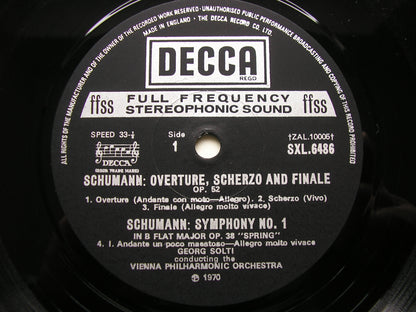 ALL RIGHTS OF THE MANUFACTURER AND OF THE OWNER OF THE RECORDED WORK RESERVED. UNAUTHORISED PUBLIC PERFORMANCE BROADCASTING AND COPYING OF THIS RECORD PROHIBITED
MADE IN ENGLAND · THE DECCA RECORD CO. LTD.
DECCA
REGD
ffss
FULL FREQUENCY
STEREOPHONIC SOUND
ffss
SPEED 33-⅓
Side
1
†ZAL.10005†
SXL.6486
DECCA
SCHUMANN: OVERTURE, SCHERZO AND FINALE
OP. 52
1. Overture (Andante con moto—Allegro). 2. Scherzo (Vivo)
3. Finale (Allegro molto vivace)
SCHUMANN: SYMPHONY NO. 1
IN B FLAT MAJOR OP. 38 "SPRING"
4. I. Andante un poco maestoso—Allegro molto vivace
GEORG SOLTI
conducting the
VIENNA PHILHARMONIC ORCHESTRA
℗ 1970